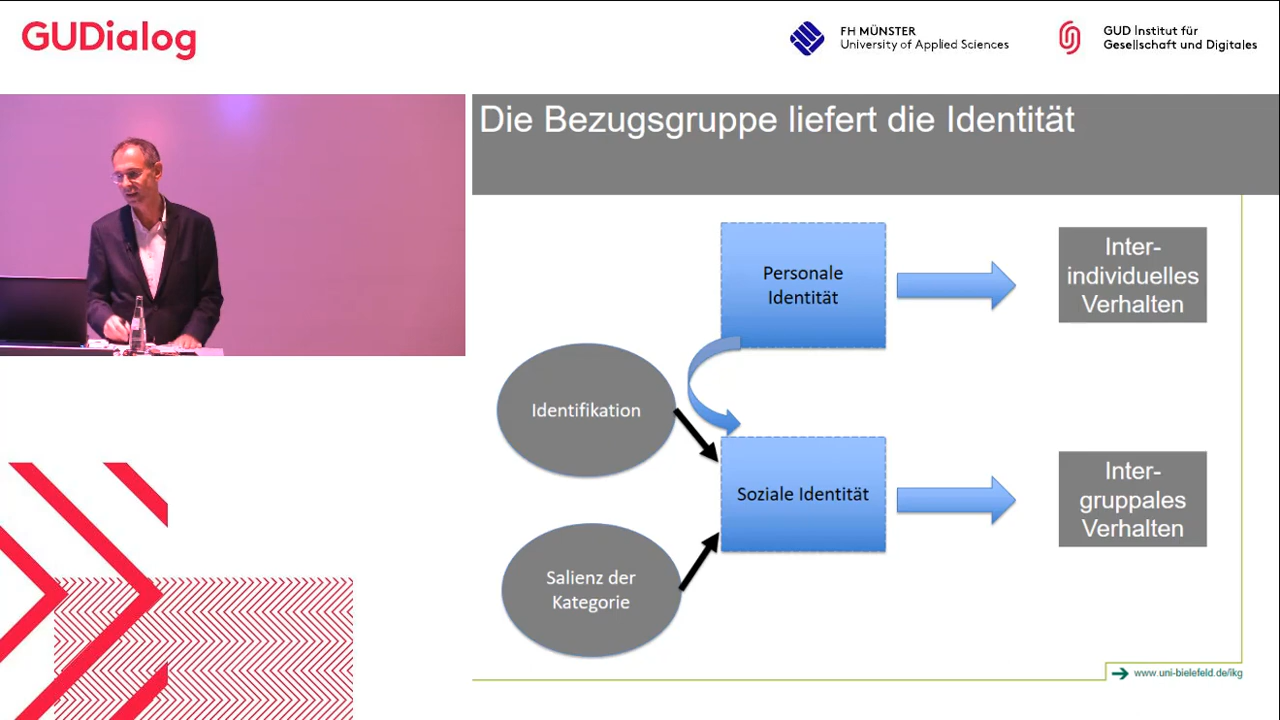 GUDialog
FH MÜNSTER
University of Applied Sciences
GUD Institut für
Gesellschaft und Digitales
Die Bezugsgruppe liefert die Identität
Personale
Identität
Inter-
individuelles
Verhalten
Identifikation
Soziale Identität
Inter-
gruppales
Verhalten
Salienz der
Kategorie
www.uni-bielefeld.de/ikg